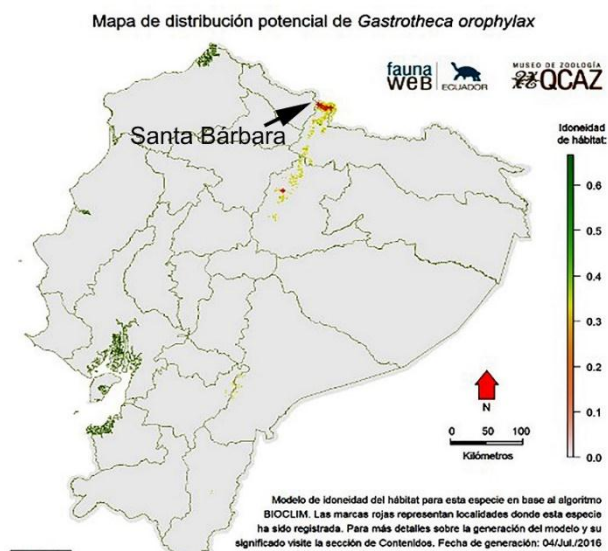 Mapa de distribución potencial de Gastrotheca orophylax
fauna
WEB ECUADOR
MUSEO DE ZOOLOGÍA
QCAZ
Santa Bárbara
Idoneidad
de hábitat:
0.6
0.5
0.4
0.3
0.2
0.1
0.0
N
0 50 100
Kilómetros
Modelo de idoneidad del hábitat para esta especie en base al algoritmo
BIOCLIM. Las marcas rojas representan localidades donde esta especie
ha sido registrada. Para más detalles sobre la generación del modelo y su
significado visite la sección de Contenidos. Fecha de generación: 04/Jul./2016